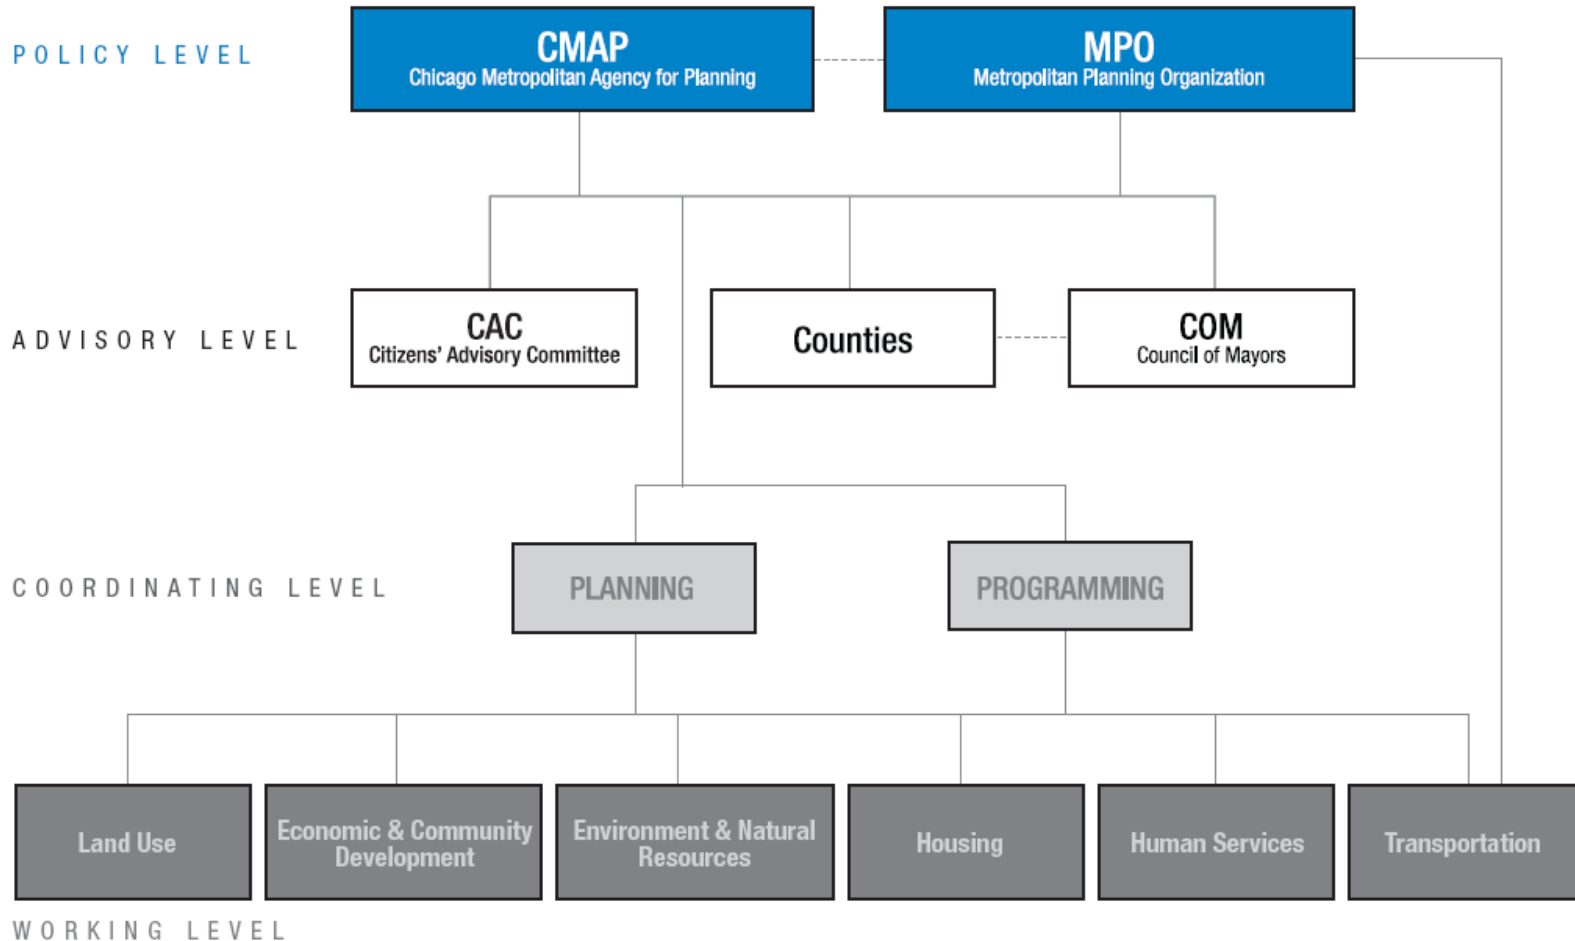 POLICY LEVEL
CMAP
Chicago Metropolitan Agency for Planning
MPO
Metropolitan Planning Organization
ADVISORY LEVEL
CAC
Citizens’ Advisory Committee
Counties
COM
Council of Mayors
COORDINATING LEVEL
PLANNING
PROGRAMMING
Land Use
Economic & Community
Development
Environment & Natural
Resources
Housing
Human Services
Transportation
WORKING LEVEL